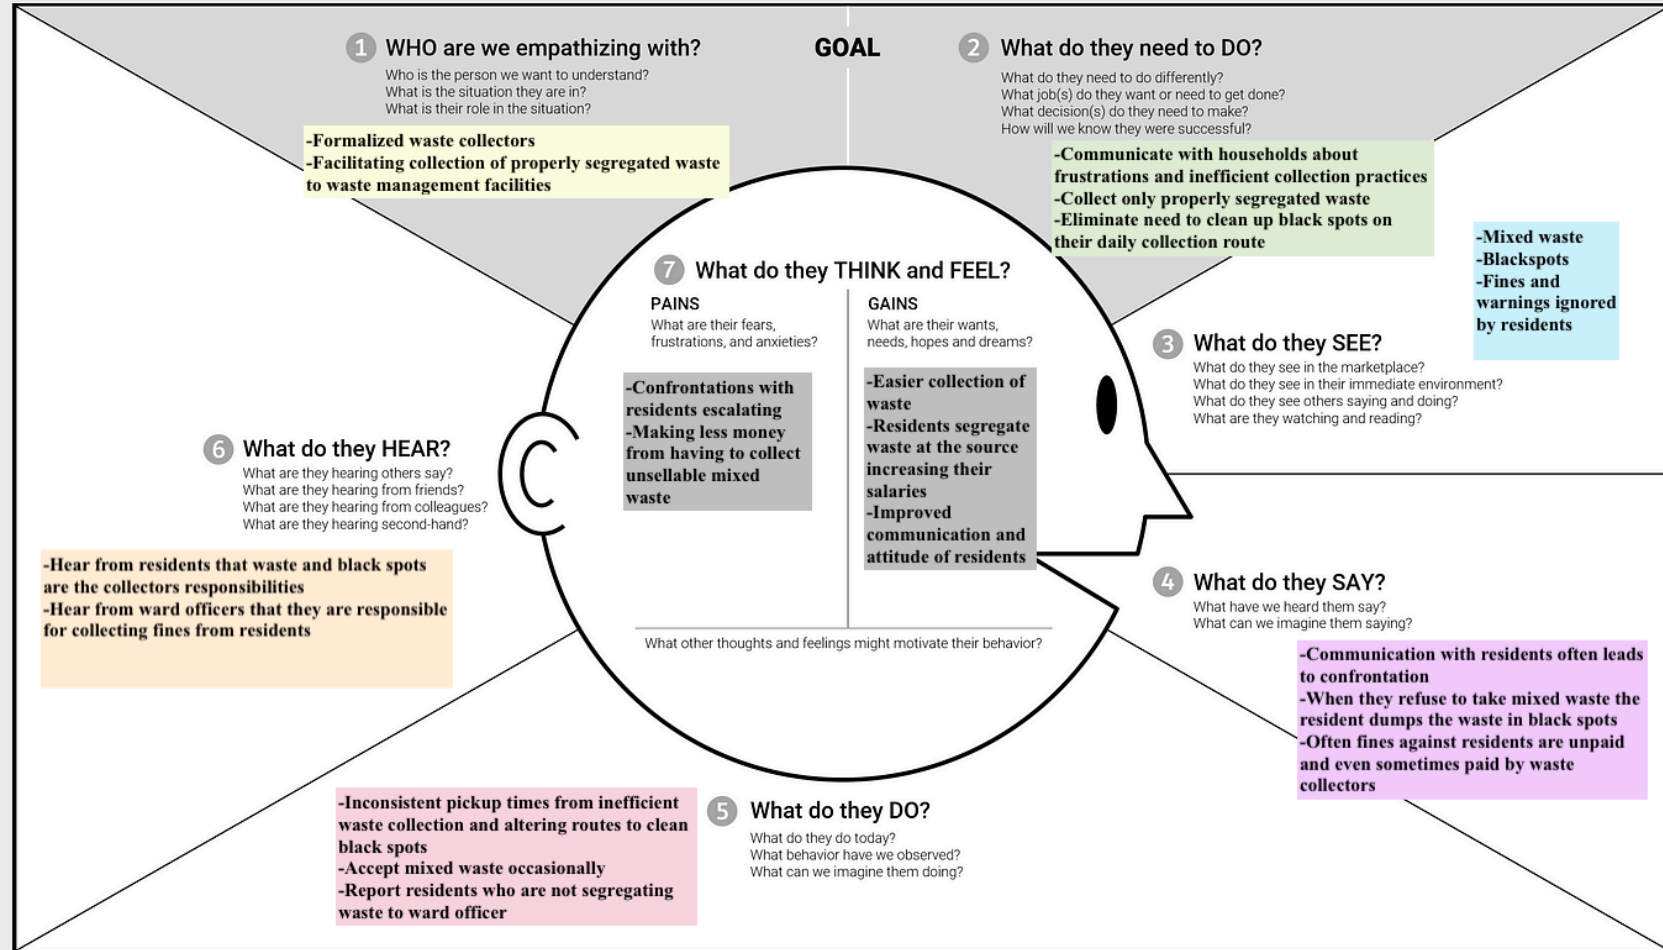 1 WHO are we empathizing with?
Who is the person we want to understand?
What is the situation they are in?
What is their role in the situation?
-Formalized waste collectors
-Facilitating collection of properly segregated waste
to waste management facilities
GOAL
2 What do they need to DO?
What do they need to do differently?
What job(s) do they want or need to get done?
What decision(s) do they need to make?
How will we know they were successful?
-Communicate with households about
frustrations and inefficient collection practices
-Collect only properly segregated waste
-Eliminate need to clean up black spots on
their daily collection route
-Mixed waste
-Blackspots
-Fines and
warnings ignored
by residents
3 What do they SEE?
What do they see in the marketplace?
What do they see in their immediate environment?
What do they see others saying and doing?
What are they watching and reading?
4 What do they SAY?
What have we heard them say?
What can we imagine them saying?
-Communication with residents often leads
to confrontation
-When they refuse to take mixed waste the
resident dumps the waste in black spots
-Often fines against residents are unpaid
and even sometimes paid by waste
collectors
5 What do they DO?
What do they do today?
What behavior have we observed?
What can we imagine them doing?
-Inconsistent pickup times from inefficient
waste collection and altering routes to clean
black spots
-Accept mixed waste occasionally
-Report residents who are not segregating
waste to ward officer
6 What do they HEAR?
What are they hearing others say?
What are they hearing from friends?
What are they hearing from colleagues?
What are they hearing second-hand?
-Hear from residents that waste and black spots
are the collectors responsibilities
-Hear from ward officers that they are responsible
for collecting fines from residents
7 What do they THINK and FEEL?
PAINS
What are their fears,
frustrations, and anxieties?
-Confrontations with
residents escalating
-Making less money
from having to collect
unsellable mixed
waste
GAINS
What are their wants,
needs, hopes and dreams?
-Easier collection of
waste
-Residents segregate
waste at the source
increasing their
salaries
-Improved
communication and
attitude of residents
What other thoughts and feelings might motivate their behavior?